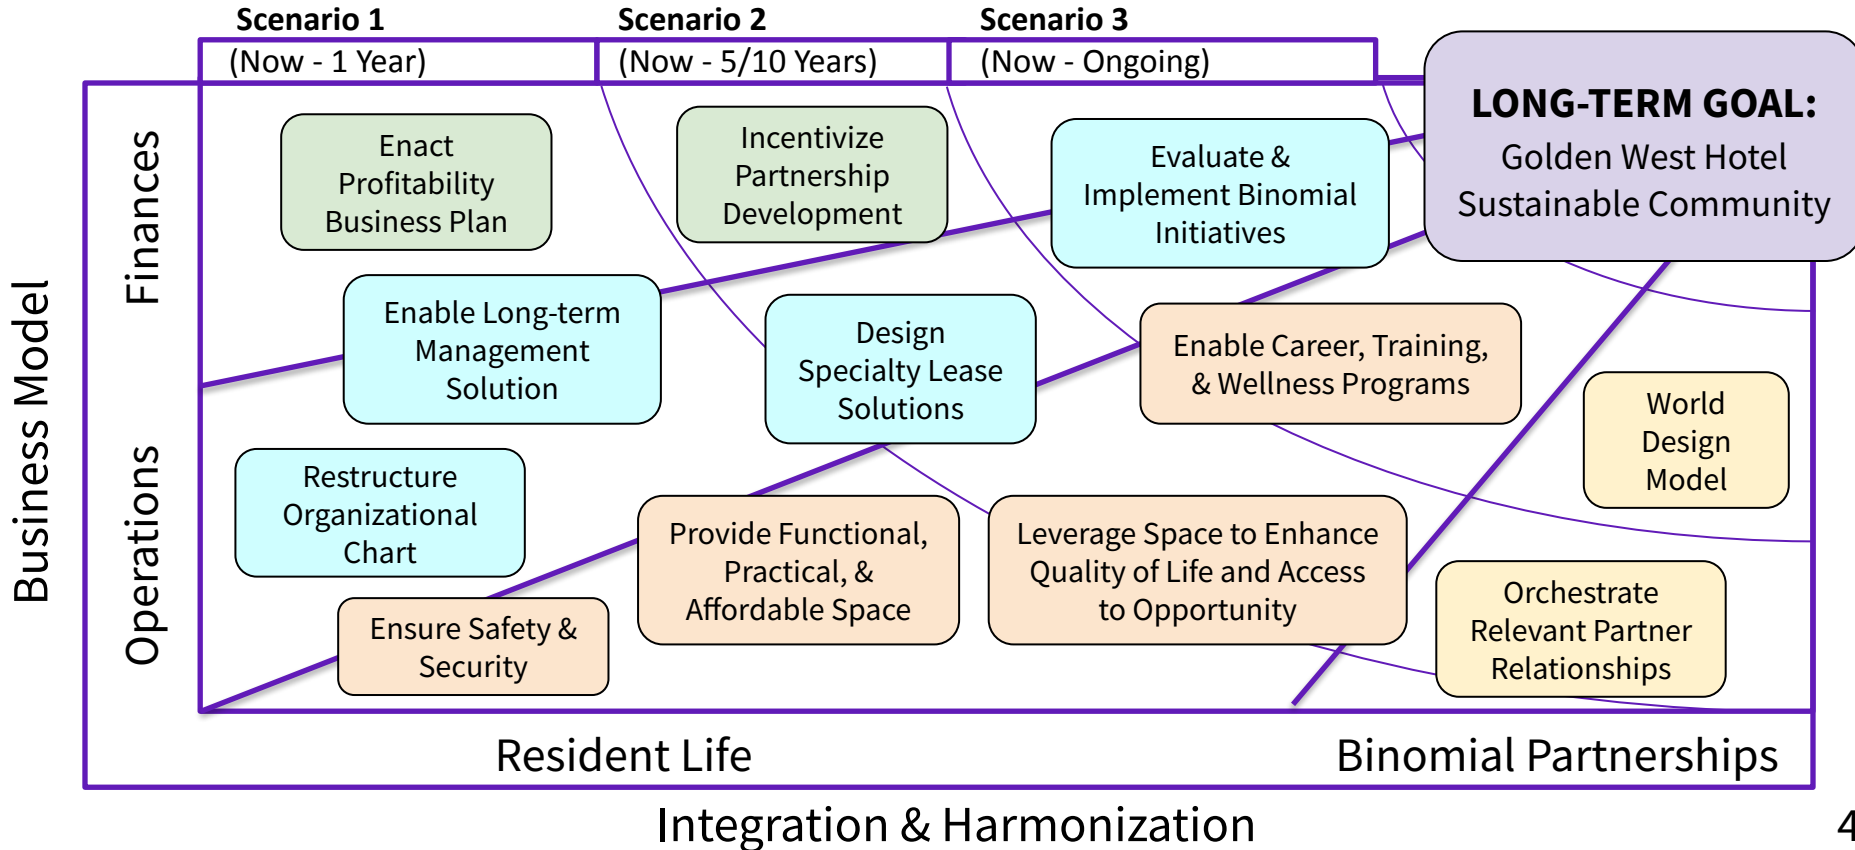 Scenario 1
Scenario 2
Scenario 3
(Now - 1 Year)
(Now - 5/10 Years)
(Now - Ongoing)
LONG-TERM GOAL:
Golden West Hotel
Sustainable Community
Business Model
Finances
Operations
Enact
Profitability
Business Plan
Incentivize
Partnership
Development
Evaluate &
Implement Binomial
Initiatives
Enable Long-term
Management
Solution
Design
Specialty Lease
Solutions
Enable Career, Training,
& Wellness Programs
World
Design
Model
Restructure
Organizational
Chart
Provide Functional,
Practical, &
Affordable Space
Leverage Space to Enhance
Quality of Life and Access
to Opportunity
Orchestrate
Relevant Partner
Relationships
Ensure Safety &
Security
Resident Life
Binomial Partnerships
Integration & Harmonization
4